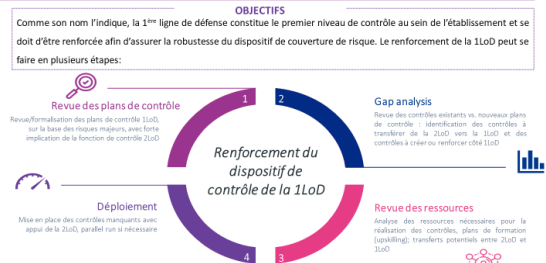 OBJECTIFS
Comme son nom l'indique, la 1ère ligne de défense constitue le premier niveau de contrôle au sein de l'établissement et se
doit d'être renforcée afin d'assurer la robustesse du dispositif de couverture de risque. Le renforcement de la 1LoD peut se
faire en plusieurs étapes:
1
Revue des plans de contrôle
Revue/formalisation des plans de contrôle 1LoD,
sur la base des risques majeurs, avec forte
implication de la fonction de contrôle 2LoD
2
Gap analysis
Revue des contrôles existants vs. nouveaux plans
de contrôle : identification des contrôles à
transférer de la 2LoD vers la 1LoD et des
contrôles à créer ou renforcer côté 1LoD
Renforcement du
dispositif de
contrôle de la 1LoD
Déploiement
Mise en place des contrôles manquants avec
appui de la 2LoD, parallel run si nécessaire
4
Revue des ressources
Analyse des ressources nécessaires pour la
réalisation des contrôles, plans de formation
(upskilling); transferts potentiels entre 2LoD et
1LoD
3